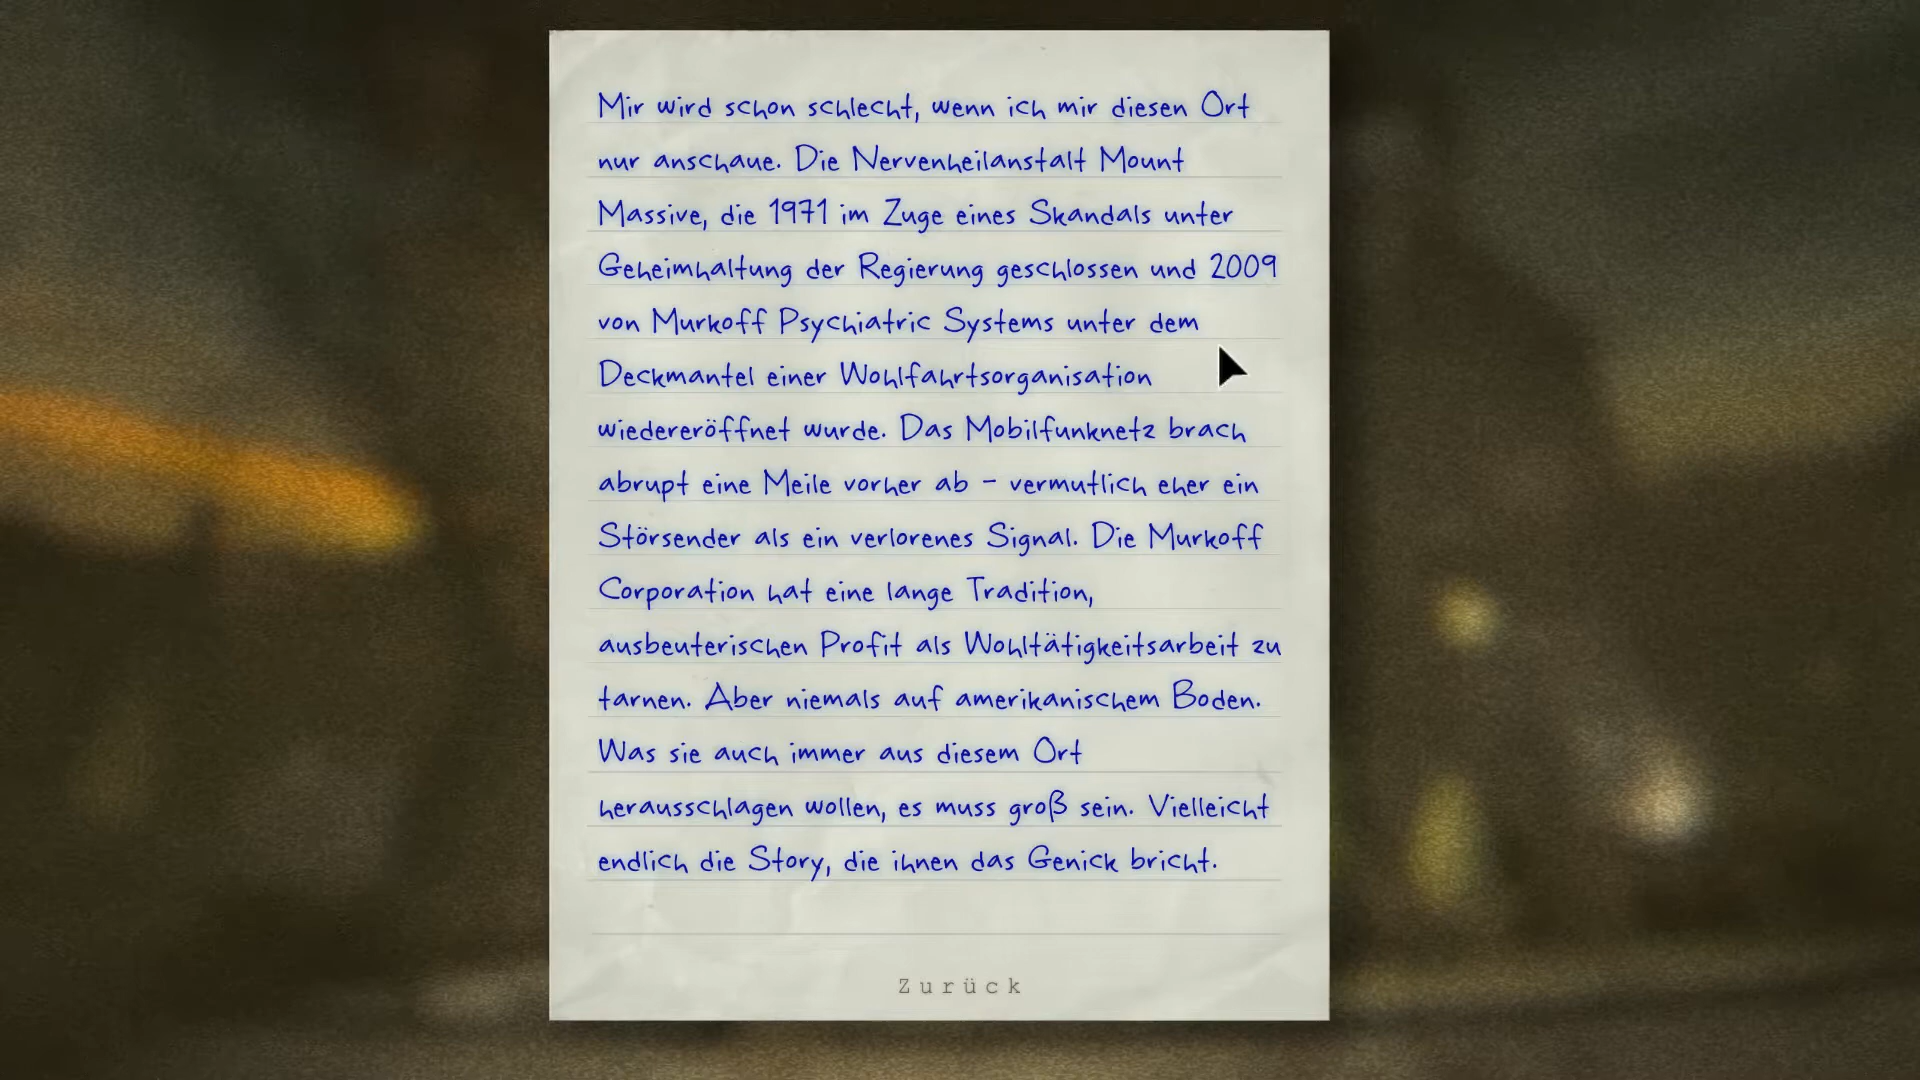 Mir wird schon schlecht, wenn ich mir diesen Ort
nur anschaue. Die Nervenheilanstalt Mount
Massive, die 1971 im Zuge eines Skandals unter
Geheimhaltung der Regierung geschlossen und 2009
von Murkoff Psychiatric Systems unter dem
Deckmantel einer Wohlfahrtsorganisation
wiedereröffnet wurde. Das Mobilfunknetz brach
abrupt eine Meile vorher ab - vermutlich eher ein
Störsender als ein verlorenes Signal. Die Murkoff
Corporation hat eine lange Tradition,
ausbeuterischen Profit als Wohltätigkeitsarbeit zu
tarnen. Aber niemals auf amerikanischem Boden.
Was sie auch immer aus diesem Ort
herausschlagen wollen, es muss groß sein. Vielleicht
endlich die Story, die ihnen das Genick bricht.
Zurück